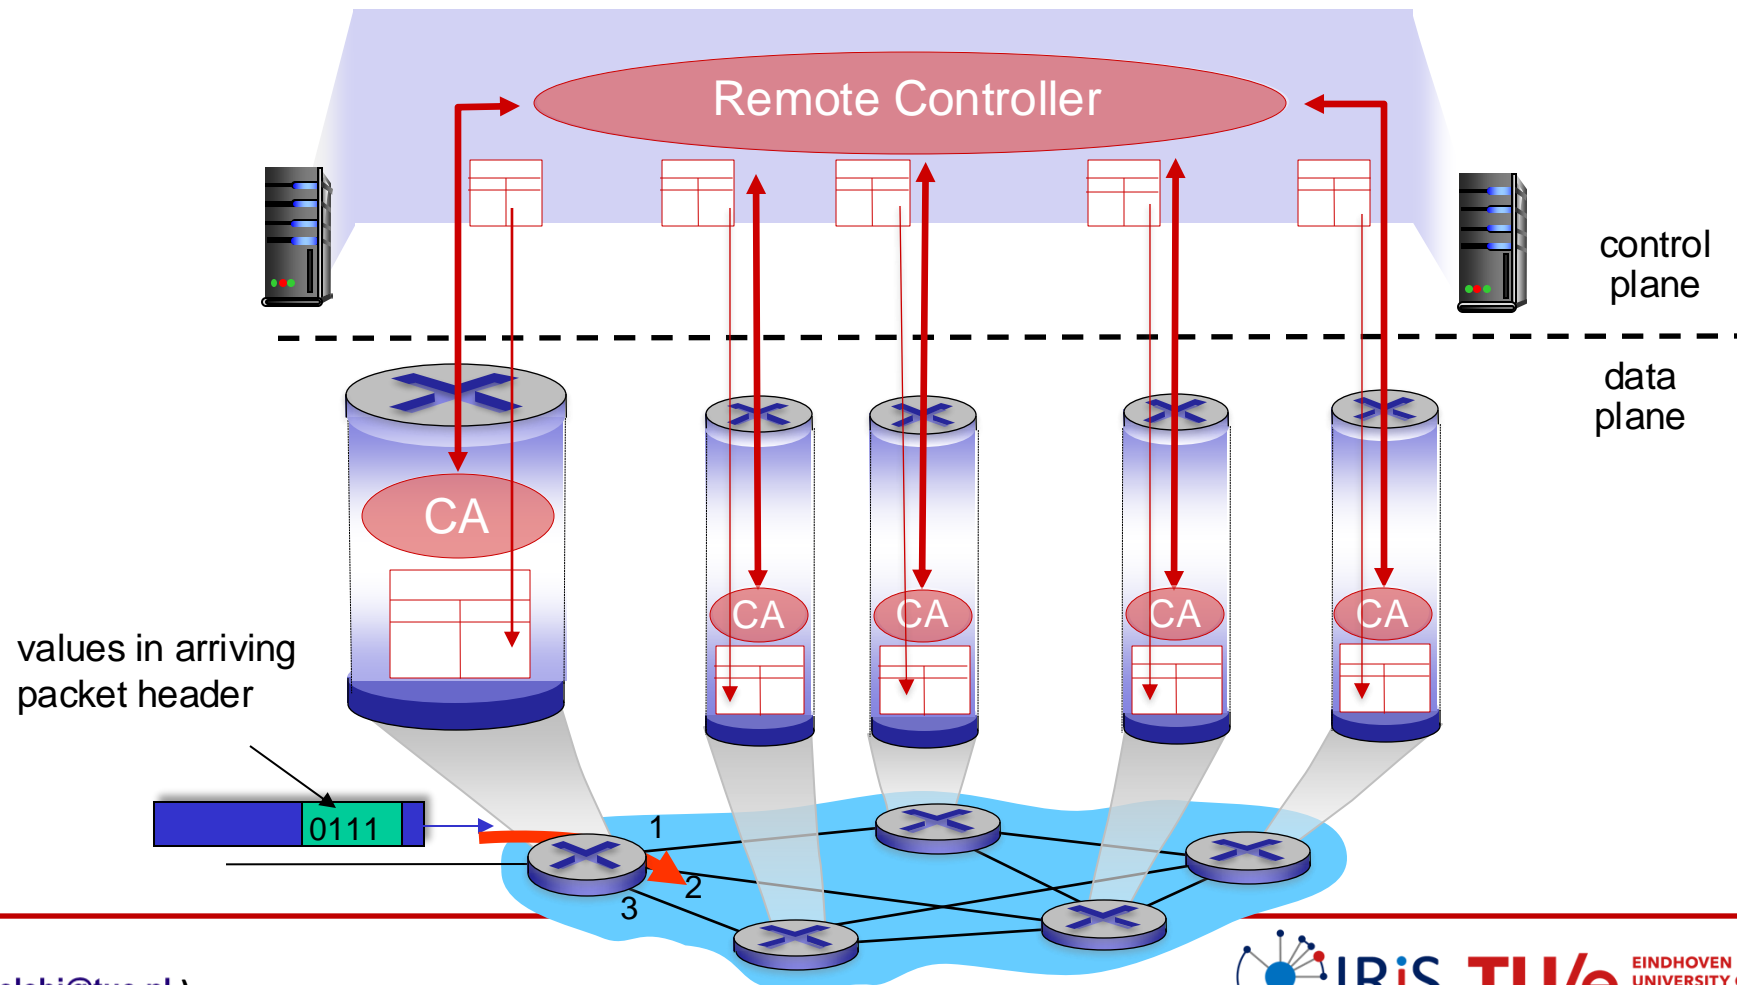 Remote Controller
control
plane
data
plane
CA
CA
CA
CA
CA
values in arriving
packet header
0111
1
2
3
IRiS TU/e EINDHOVEN